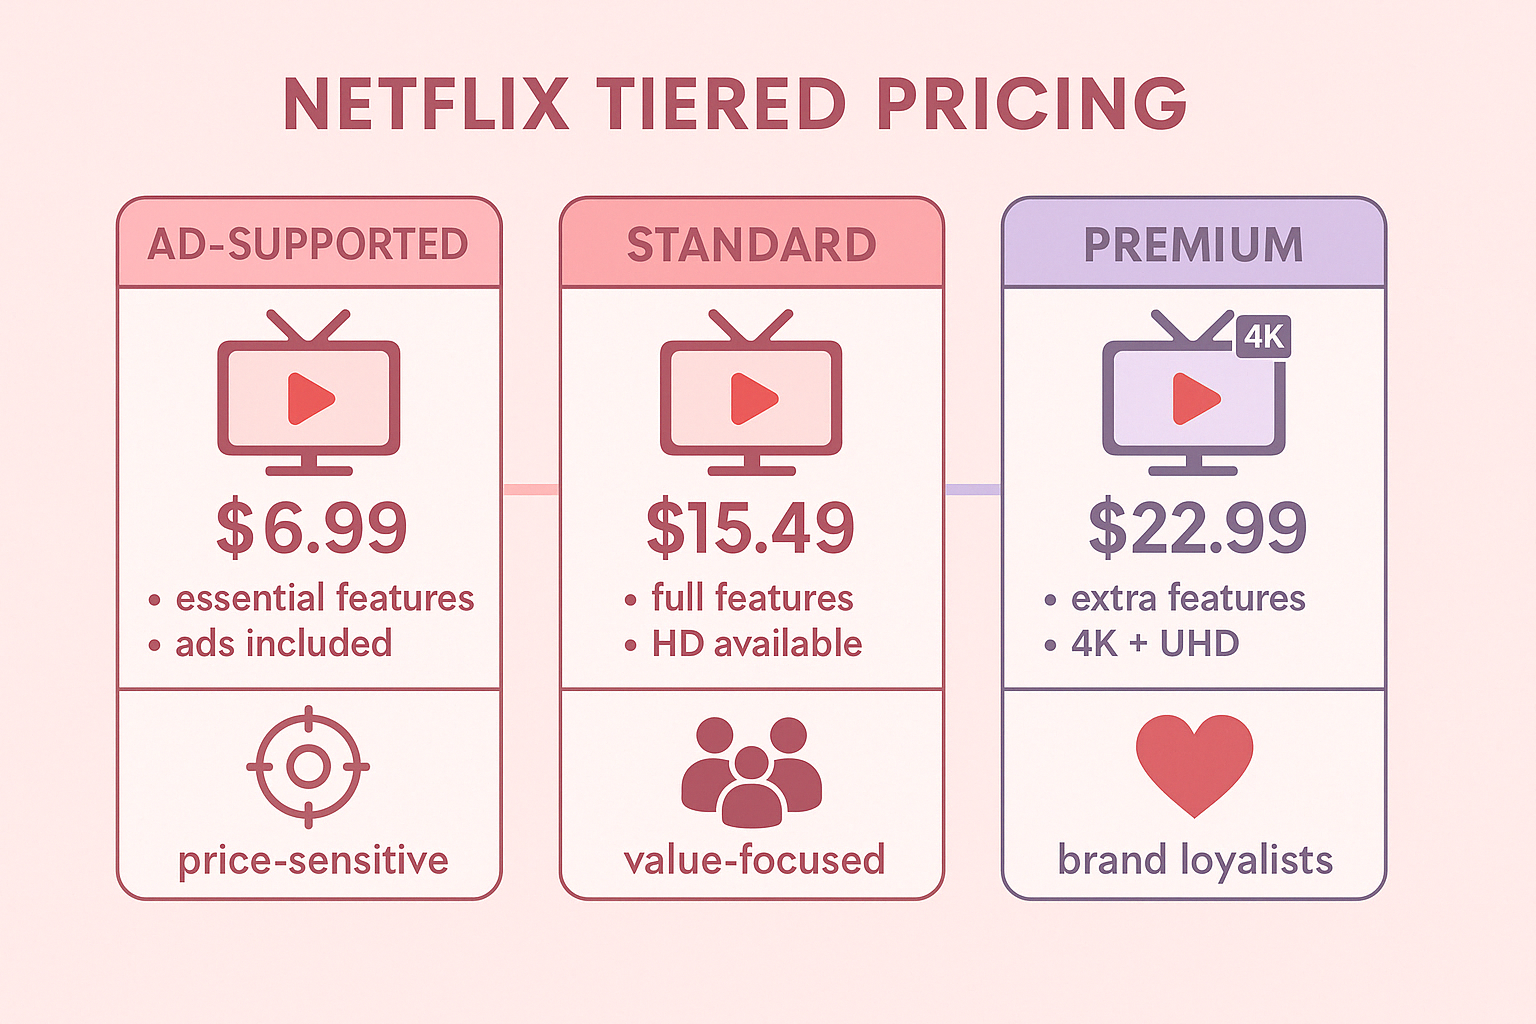 NETFLIX TIERED PRICING
AD-SUPPORTED
$6.99
• essential features
• ads included
price-sensitive
STANDARD
$15.49
• full features
• HD available
value-focused
PREMIUM
4K
$22.99
• extra features
• 4K + UHD
brand loyalists